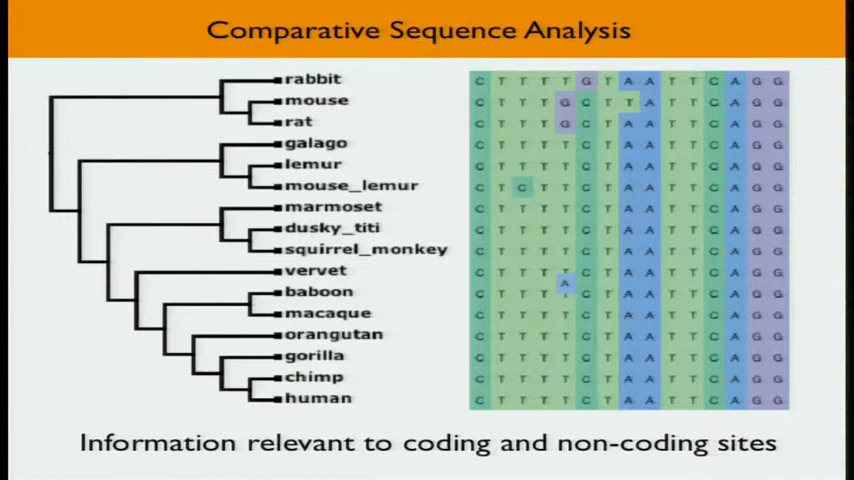 Comparative Sequence Analysis
rabbit C T T T T G T A A T T C A G G
mouse C T T T G C T T A T T C A G G
rat C T T T G C T A A T T C A G G
galago C T T T T C T A A T T C A G G
lemur C T T T T C T A A T T C A G G
mouse_lemur C T C T T C T A A T T C A G G
marmoset C T T T T C T A A T T C A G G
dusky_titi C T T T T C T A A T T C A G G
squirrel_monkey C T T T T C T A A T T C A G G
vervet C T T T A C T A A T T C A G G
baboon C T T T T C T A A T T C A G G
macaque C T T T T C T A A T T C A G G
orangutan C T T T T C T A A T T C A G G
gorilla C T T T T C T A A T T C A G G
chimp C T T T T C T A A T T C A G G
human C T T T T C T A A T T C A G G
Information relevant to coding and non-coding sites